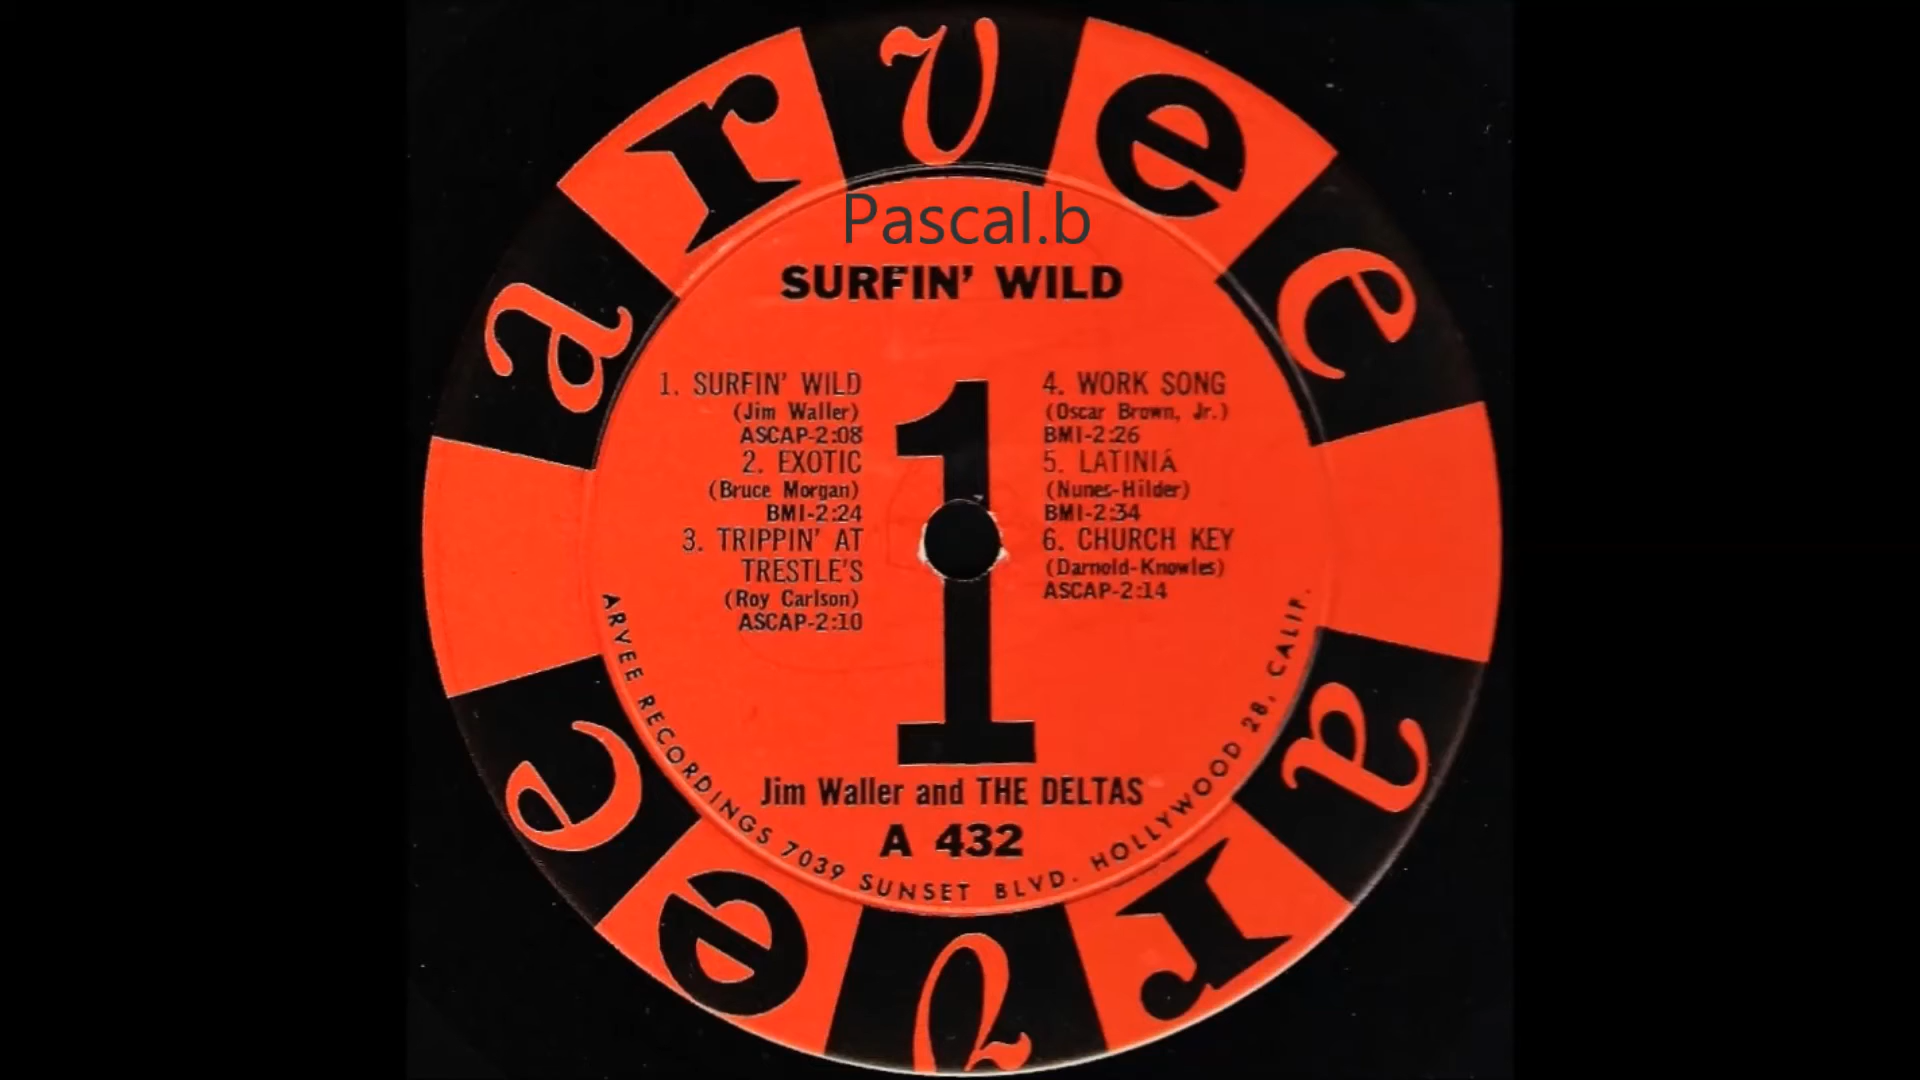 arvee
Pascal.b
SURFIN' WILD
1. SURFIN' WILD
(Jim Waller)
ASCAP-2:08
2. EXOTIC
(Bruce Morgan)
BMI-2:24
3. TRIPPIN' AT
TRESTLE'S
(Roy Carlson)
ASCAP-2:10
4. WORK SONG
(Oscar Brown, Jr.)
BMI-2:26
5. LATINIÁ
(Nunes-Hilder)
BMI-2:34
6. CHURCH KEY
(Darnold-Knowles)
ASCAP-2:14
1
Jim Waller and THE DELTAS
A 432
ARVEE RECORDINGS 7039 SUNSET BLVD. HOLLYWOOD 28, CALIF.
arvee